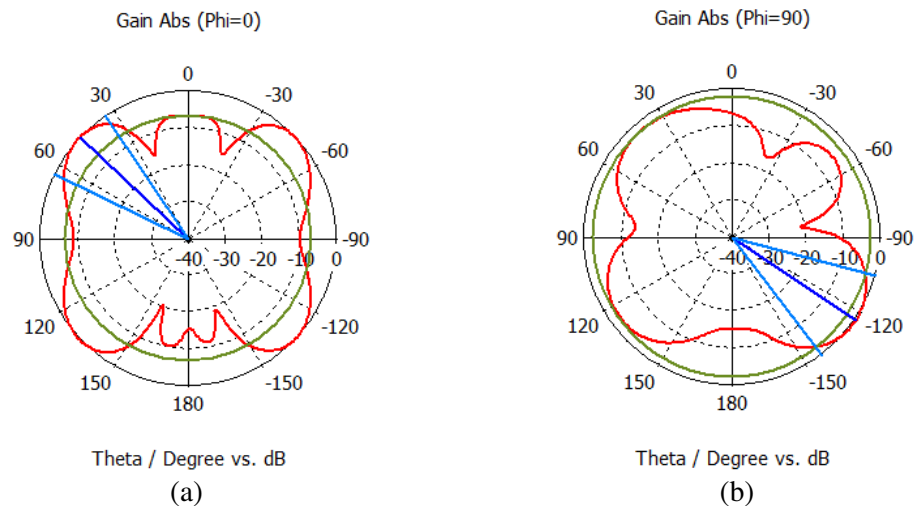 Gain Abs (Phi=0)
0
30 -30
60 -60
90 -90
-40 -30 -20 -10 0
120 -120
150 -150
180
Theta / Degree vs. dB
(a)
Gain Abs (Phi=90)
0
30 -30
60 -60
90 -90
-40 -30 -20 -10 0
120 -120
150 -150
180
Theta / Degree vs. dB
(b)